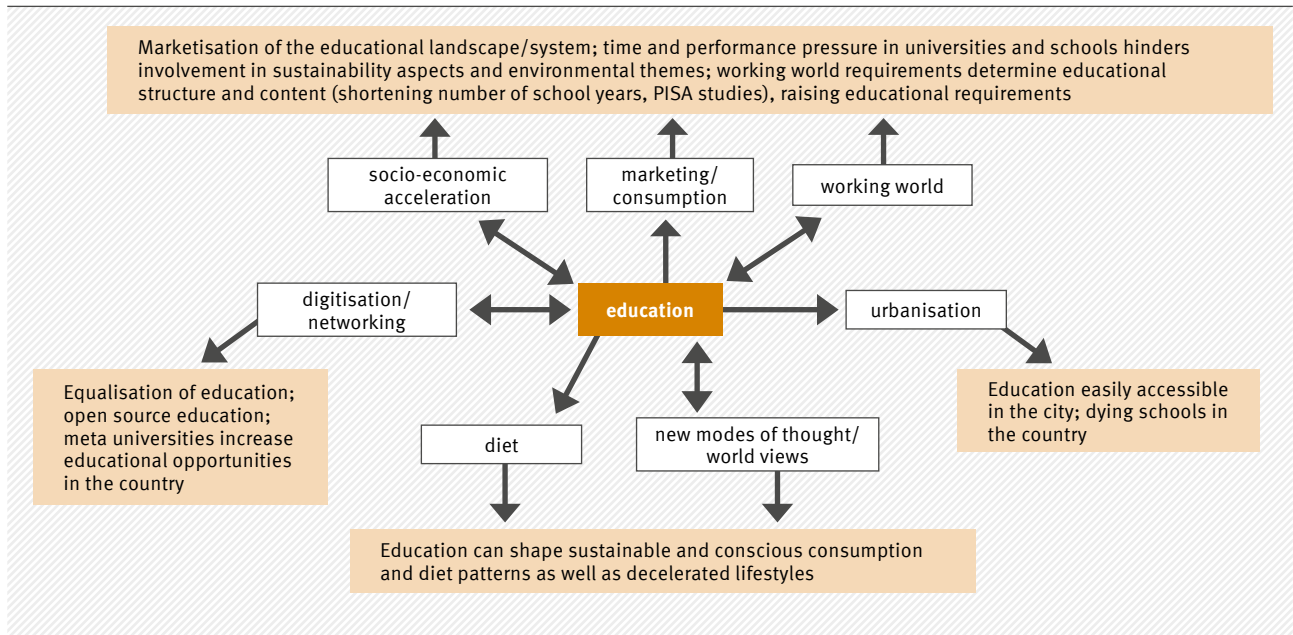 Marketisation of the educational landscape/system; time and performance pressure in universities and schools hinders
involvement in sustainability aspects and environmental themes; working world requirements determine educational
structure and content (shortening number of school years, PISA studies), raising educational requirements
socio-economic
acceleration
marketing/
consumption
working world
digitisation/
networking
education
urbanisation
Equalisation of education;
open source education;
meta universities increase
educational opportunities
in the country
diet
new modes of thought/
world views
Education easily accessible
in the city; dying schools in
the country
Education can shape sustainable and conscious consumption
and diet patterns as well as decelerated lifestyles